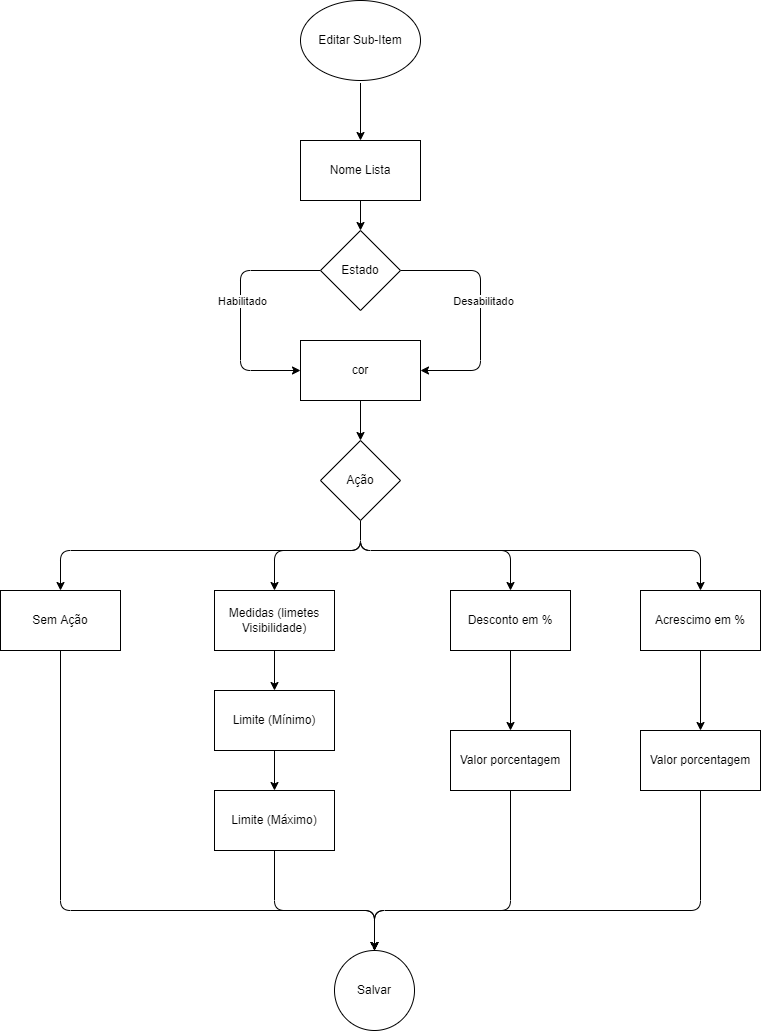 Editar Sub-Item
Nome Lista
Estado
Habilitado
Desabilitado
cor
Ação
Sem Ação
Medidas (limetes
Visibilidade)
Desconto em %
Acrescimo em %
Limite (Mínimo)
Valor porcentagem
Valor porcentagem
Limite (Máximo)
Salvar